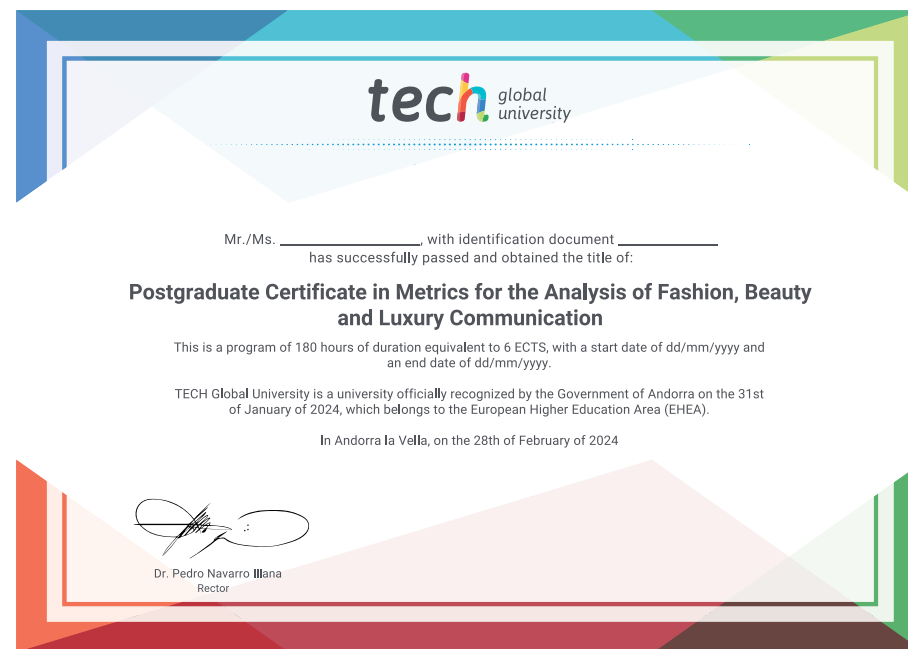 tech global
university
Mr./Ms. ____________________, with identification document ______________
has successfully passed and obtained the title of:
Postgraduate Certificate in Metrics for the Analysis of Fashion, Beauty
and Luxury Communication
This is a program of 180 hours of duration equivalent to 6 ECTS, with a start date of dd/mm/yyyy and
an end date of dd/mm/yyyy.
TECH Global University is a university officially recognized by the Government of Andorra on the 31st
of January of 2024, which belongs to the European Higher Education Area (EHEA).
In Andorra la Vella, on the 28th of February of 2024
Dr. Pedro Navarro Illana
Rector